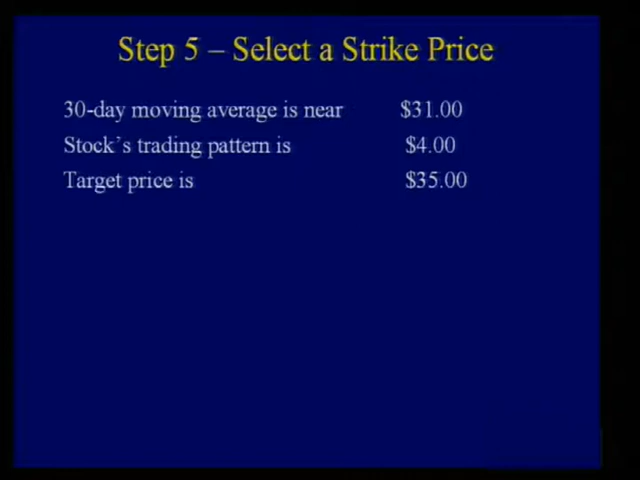 Step 5 – Select a Strike Price
30-day moving average is near $31.00
Stock's trading pattern is $4.00
Target price is $35.00